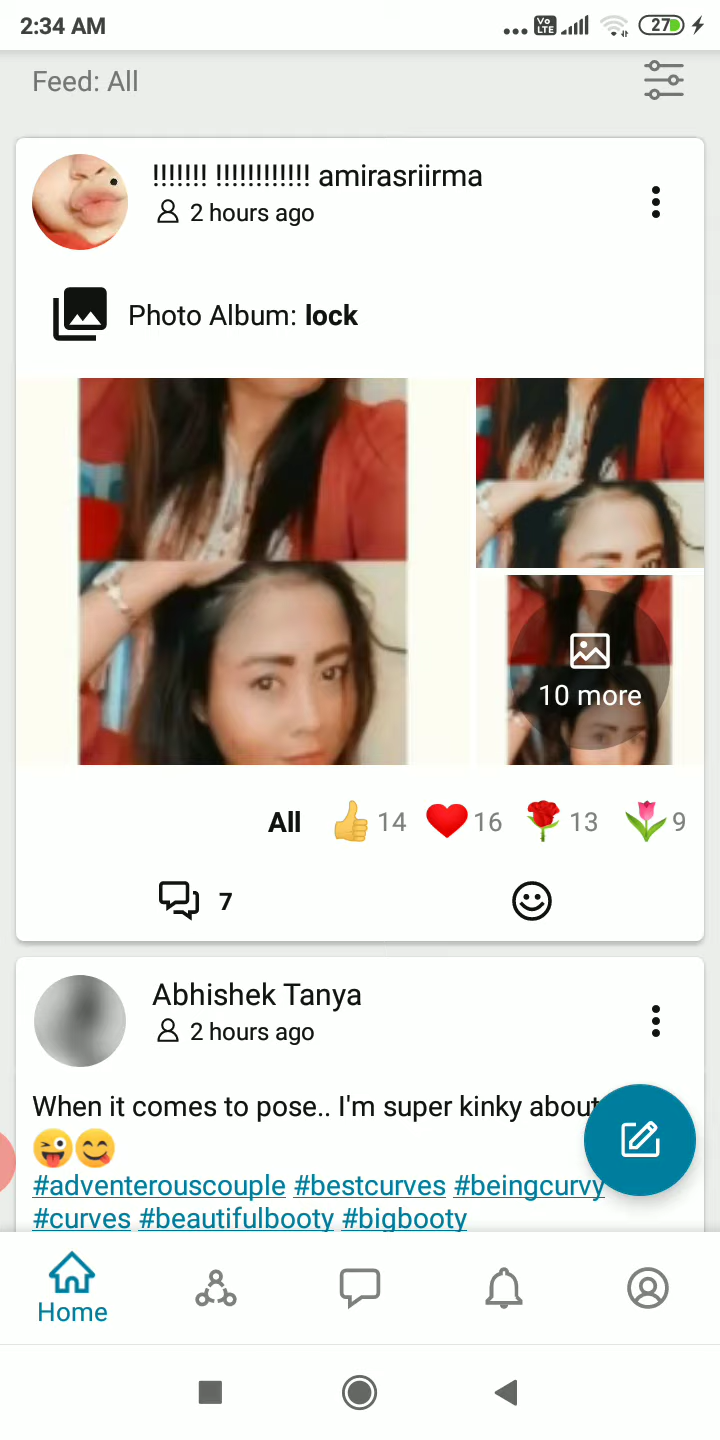 2:34 AM
Vo LTE
27
Feed: All
!!!!!!! !!!!!!!!!!!! amirasriirma
2 hours ago
Photo Album: lock
10 more
All 14 16 13 9
7
Abhishek Tanya
2 hours ago
When it comes to pose.. I'm super kinky about
#adventerouscouple #bestcurves #beingcurvy
#curves #beautifulbooty #bigbooty
Home